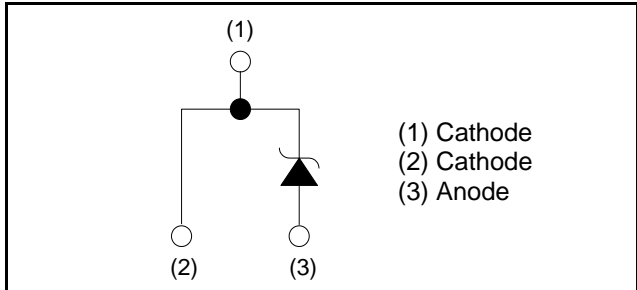 (1)
(1) Cathode
(2) Cathode
(3) Anode
(2)
(3)